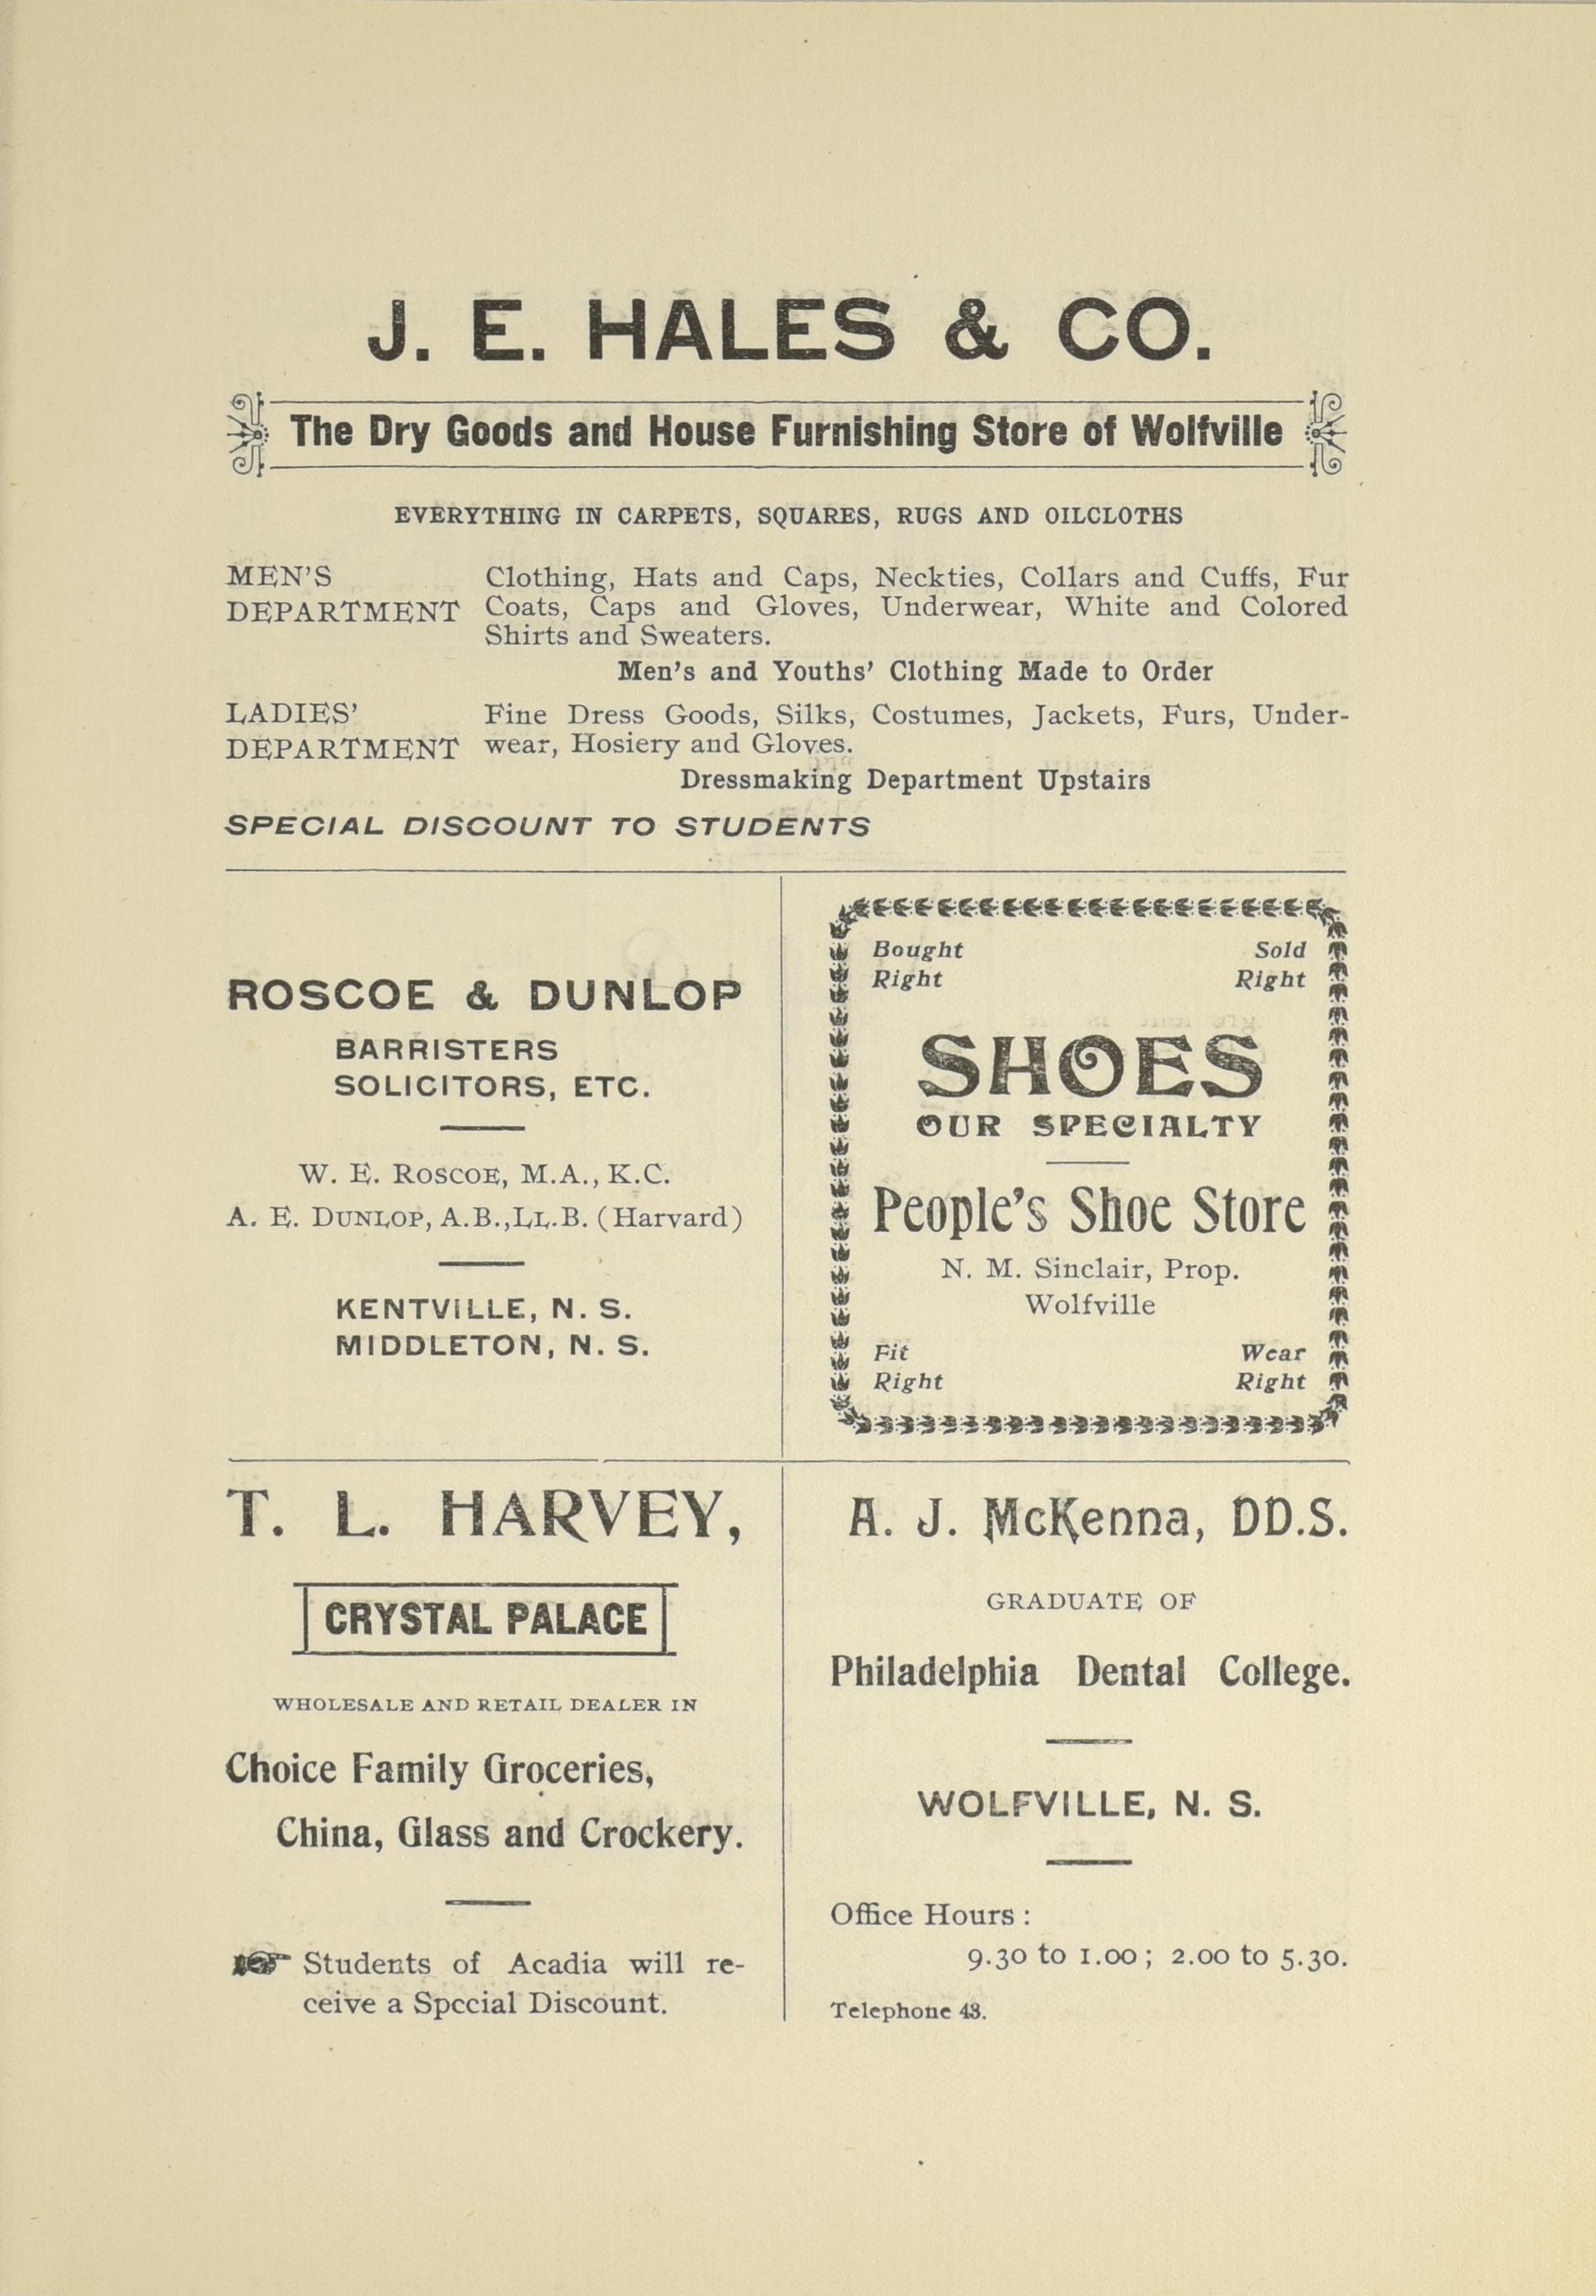 J. E. HALES & CO.
The Dry Goods and House Furnishing Store of Wolfville
EVERYTHING IN CARPETS, SQUARES, RUGS AND OILCLOTHS
MEN'S
DEPARTMENT
Clothing, Hats and Caps, Neckties, Collars and Cuffs, Fur
Coats, Caps and Gloves, Underwear, White and Colored
Shirts and Sweaters.
Men's and Youths' Clothing Made to Order
LADIES'
DEPARTMENT
Fine Dress Goods, Silks, Costumes, Jackets, Furs, Under-
wear, Hosiery and Gloves.
Dressmaking Department Upstairs
SPECIAL DISCOUNT TO STUDENTS
ROSCOE & DUNLOP
BARRISTERS
SOLICITORS, ETC.
W. E. ROSCOE, M.A., K.C.
A. E. DUNLOP, A.B.,LL.B. (Harvard)
KENTVILLE, N. S.
MIDDLETON, N. S.
Bought Right
Sold Right
SHOES
OUR SPECIALTY
People's Shoe Store
N. M. Sinclair, Prop.
Wolfville
Fit Right
Wear Right
T. L. HARVEY,
CRYSTAL PALACE
WHOLESALE AND RETAIL DEALER IN
Choice Family Groceries,
China, Glass and Crockery.
☞ Students of Acadia will re-
ceive a Special Discount.
A. J. McKenna, DD.S.
GRADUATE OF
Philadelphia Dental College.
WOLFVILLE, N. S.
Office Hours :
9.30 to 1.00 ; 2.00 to 5.30.
Telephone 43.